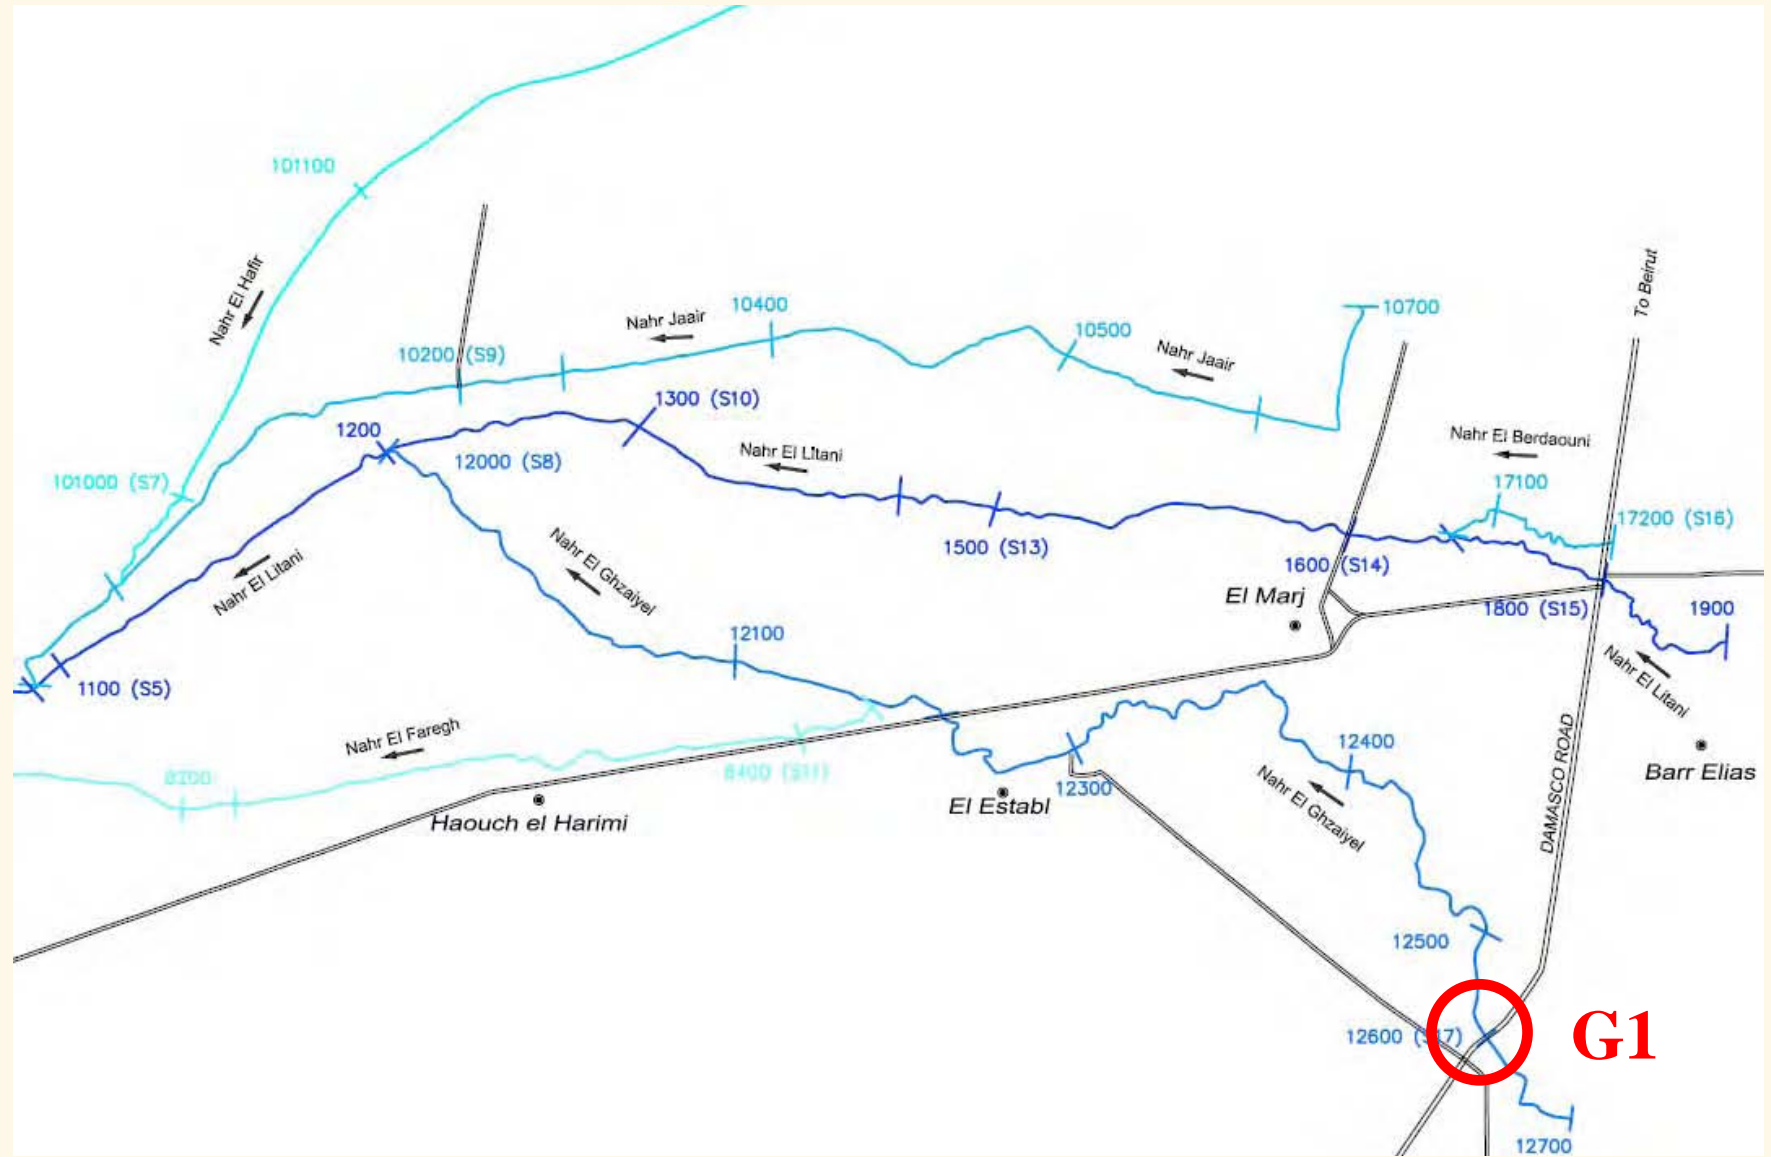 101100
To Beirut
Nahr El Hafir
10400
Nahr Jaair
10700
10500
10200 (S9)
Nahr Jaair
1300 (S10)
1200
Nahr El Berdaouni
Nahr El Litani
12000 (S8)
101000 (S7)
17100
17200 (S16)
1500 (S13)
1600 (S14)
Nahr El Ghzaiyel
Nahr El Litani
El Marj
1800 (S15)
1900
12100
Nahr El Litani
1100 (S5)
Nahr El Faregh
12400
8200
8400 (S11)
12300
El Establ
Nahr El Ghzaiyel
DAMASCO ROAD
Barr Elias
Haouch el Harimi
12500
12600 (S17)
G1
12700